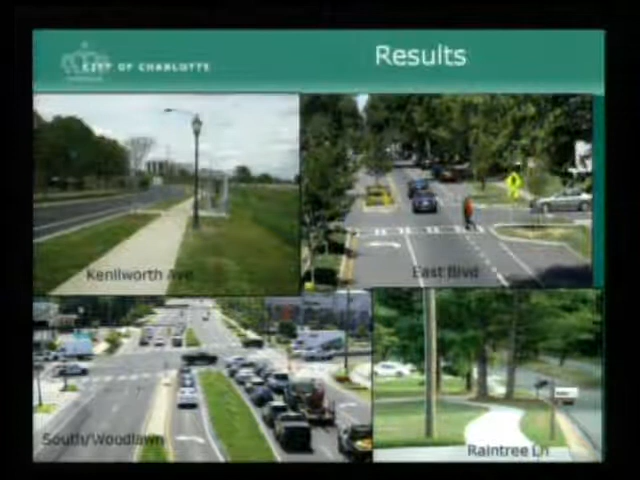 CITY OF CHARLOTTE
Results
Kenilworth Ave
East Blvd
South/Woodlawn
Raintree Ln